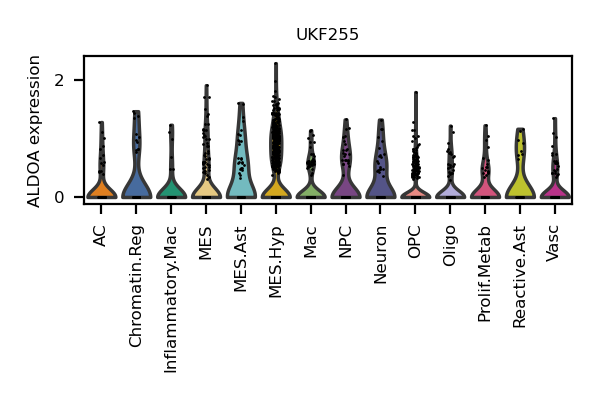 UKF255
ALDOA expression
2
0
AC
Chromatin.Reg
Inflammatory.Mac
MES
MES.Ast
MES.Hyp
Mac
NPC
Neuron
OPC
Oligo
Prolif.Metab
Reactive.Ast
Vasc